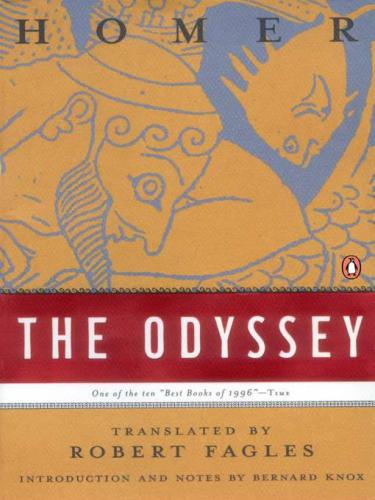 HOMER
THE ODYSSEY
One of the ten "Best Books of 1996"—TIME
TRANSLATED BY
ROBERT FAGLES
INTRODUCTION AND NOTES BY BERNARD KNOX